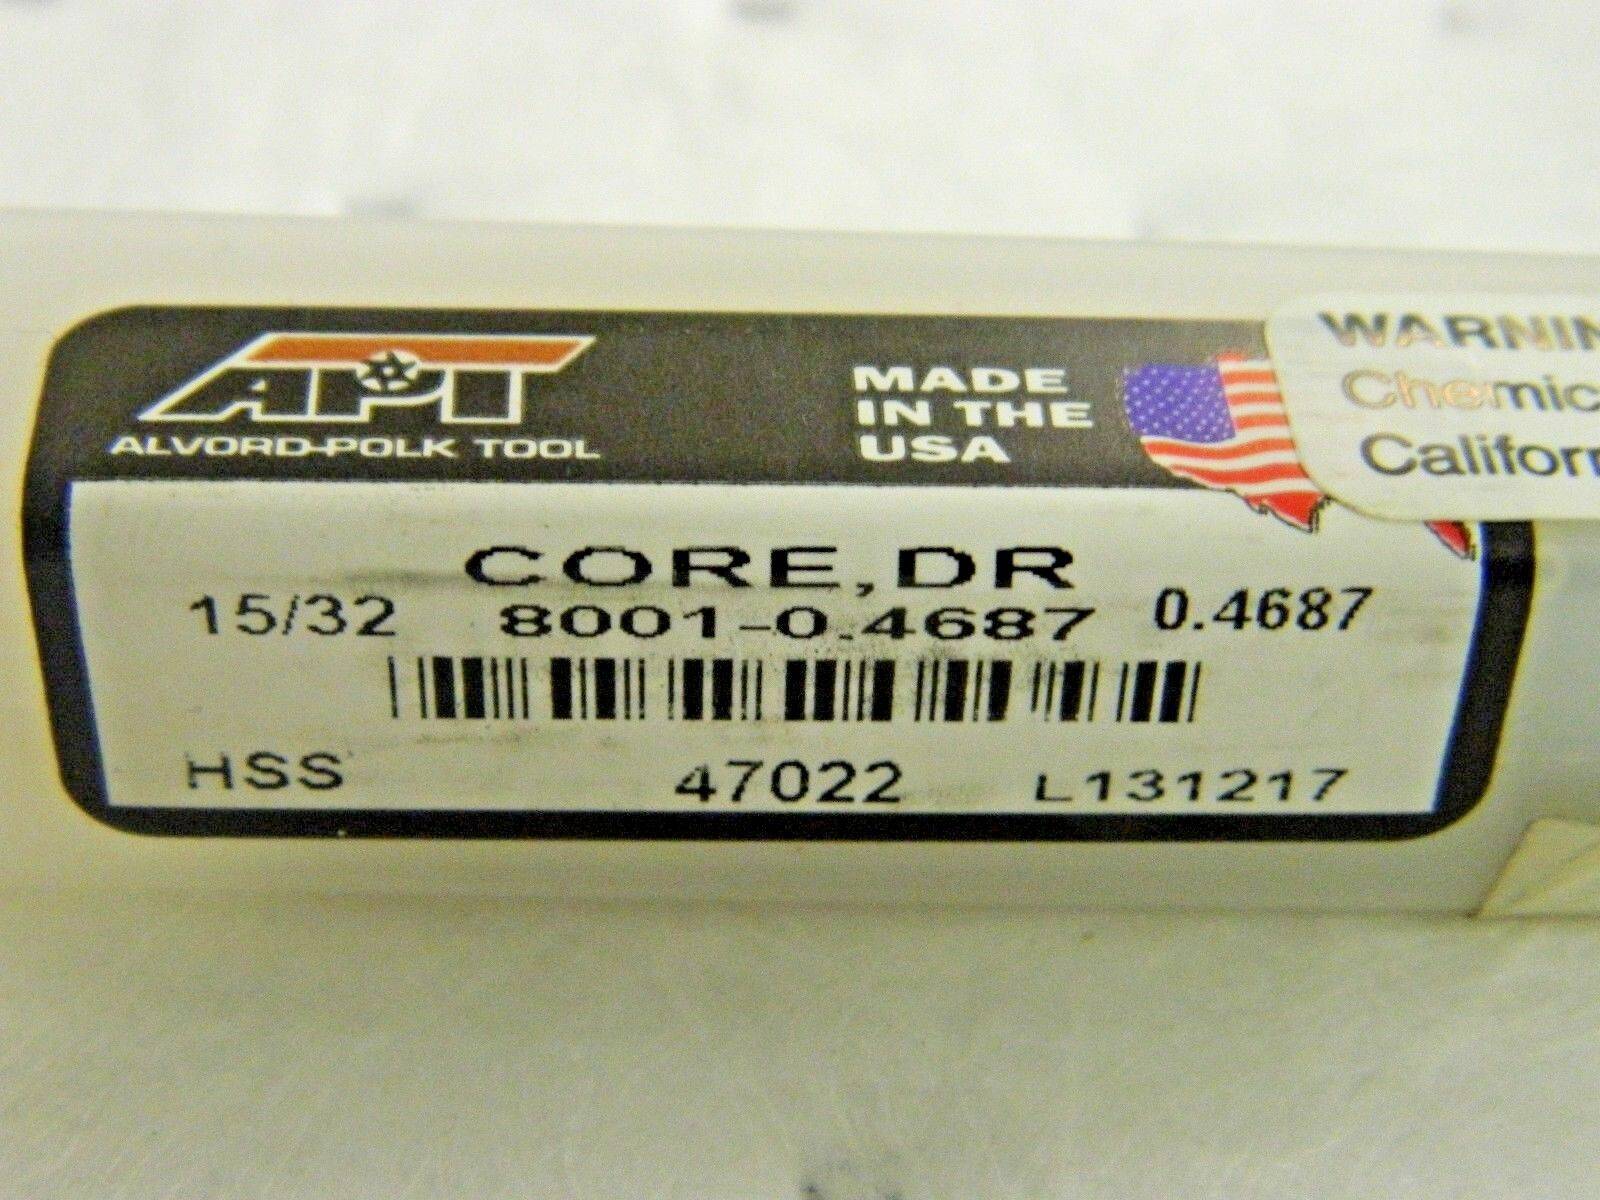 APT
ALVORD-POLK TOOL
MADE
IN THE
USA
WARNIN
Chemic
Califor
CORE,DR
15/32 8001-0.4687 0.4687
HSS 47022 L131217